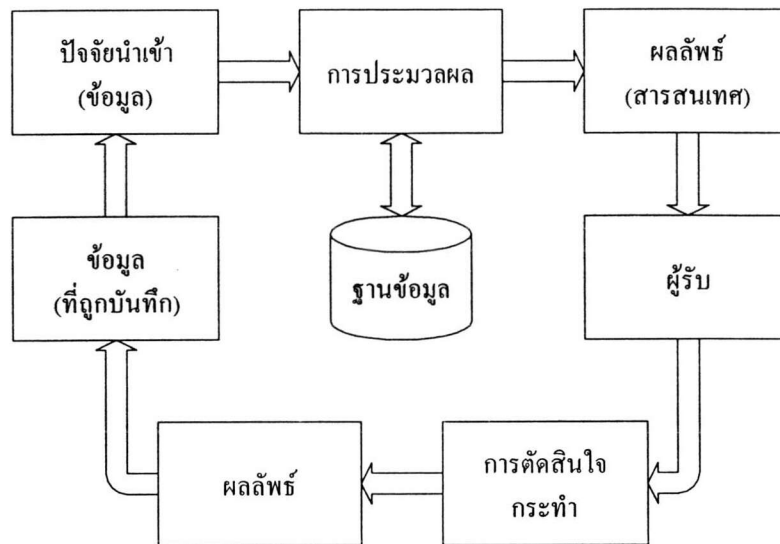 ปัจจัยนำเข้า
(ข้อมูล)
การประมวลผล
ผลลัพธ์
(สารสนเทศ)
ข้อมูล
(ที่ถูกบันทึก)
ฐานข้อมูล
ผู้รับ
ผลลัพธ์
การตัดสินใจ
กระทำ